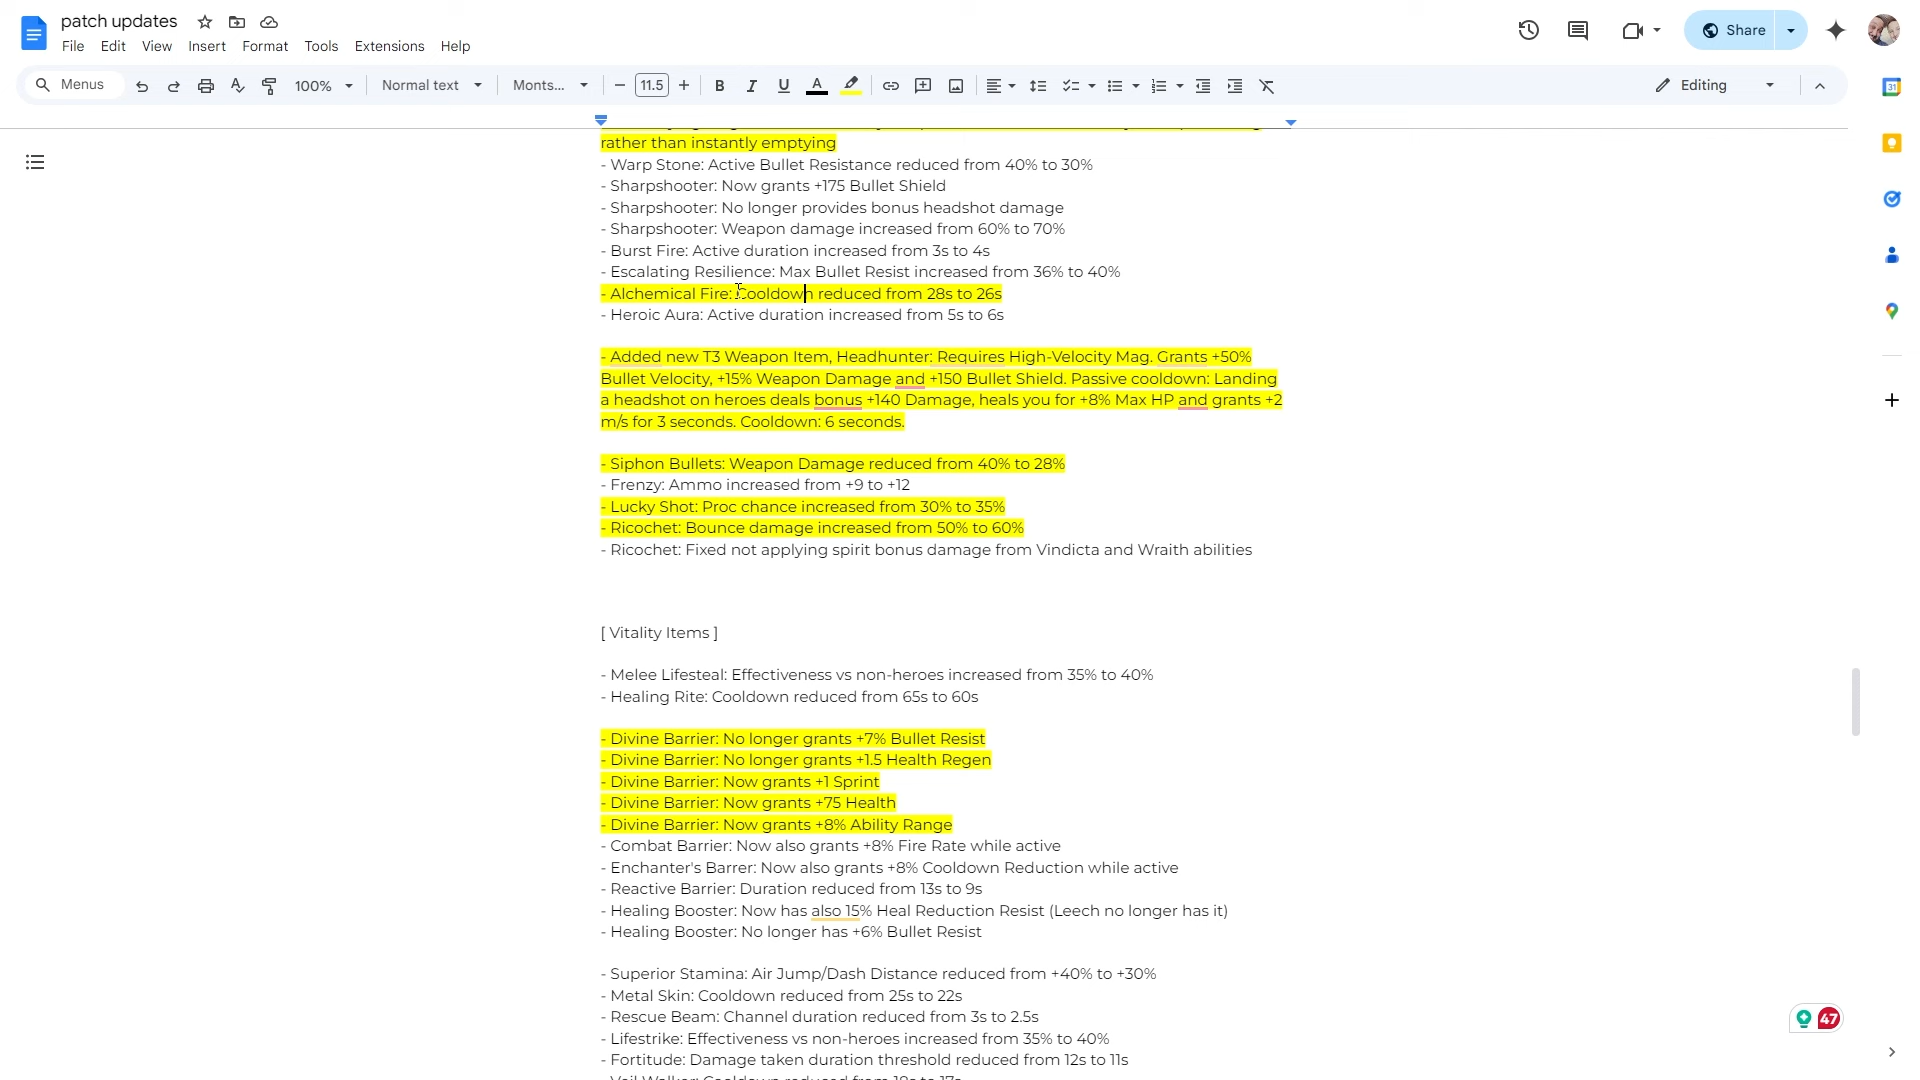 patch updates
File Edit View Insert Format Tools Extensions Help
Share
Menus 100% Normal text Monts... 11.5 B I U A Editing
rather than instantly emptying
- Warp Stone: Active Bullet Resistance reduced from 40% to 30%
- Sharpshooter: Now grants +175 Bullet Shield
- Sharpshooter: No longer provides bonus headshot damage
- Sharpshooter: Weapon damage increased from 60% to 70%
- Burst Fire: Active duration increased from 3s to 4s
- Escalating Resilience: Max Bullet Resist increased from 36% to 40%
- Alchemical Fire: Cooldown reduced from 28s to 26s
- Heroic Aura: Active duration increased from 5s to 6s
- Added new T3 Weapon Item, Headhunter: Requires High-Velocity Mag. Grants +50%
Bullet Velocity, +15% Weapon Damage and +150 Bullet Shield. Passive cooldown: Landing
a headshot on heroes deals bonus +140 Damage, heals you for +8% Max HP and grants +2
m/s for 3 seconds. Cooldown: 6 seconds.
- Siphon Bullets: Weapon Damage reduced from 40% to 28%
- Frenzy: Ammo increased from +9 to +12
- Lucky Shot: Proc chance increased from 30% to 35%
- Ricochet: Bounce damage increased from 50% to 60%
- Ricochet: Fixed not applying spirit bonus damage from Vindicta and Wraith abilities
[ Vitality Items ]
- Melee Lifesteal: Effectiveness vs non-heroes increased from 35% to 40%
- Healing Rite: Cooldown reduced from 65s to 60s
- Divine Barrier: No longer grants +7% Bullet Resist
- Divine Barrier: No longer grants +1.5 Health Regen
- Divine Barrier: Now grants +1 Sprint
- Divine Barrier: Now grants +75 Health
- Divine Barrier: Now grants +8% Ability Range
- Combat Barrier: Now also grants +8% Fire Rate while active
- Enchanter's Barrer: Now also grants +8% Cooldown Reduction while active
- Reactive Barrier: Duration reduced from 13s to 9s
- Healing Booster: Now has also 15% Heal Reduction Resist (Leech no longer has it)
- Healing Booster: No longer has +6% Bullet Resist
- Superior Stamina: Air Jump/Dash Distance reduced from +40% to +30%
- Metal Skin: Cooldown reduced from 25s to 22s
- Rescue Beam: Channel duration reduced from 3s to 2.5s
- Lifestrike: Effectiveness vs non-heroes increased from 35% to 40%
- Fortitude: Damage taken duration threshold reduced from 12s to 11s
47
31